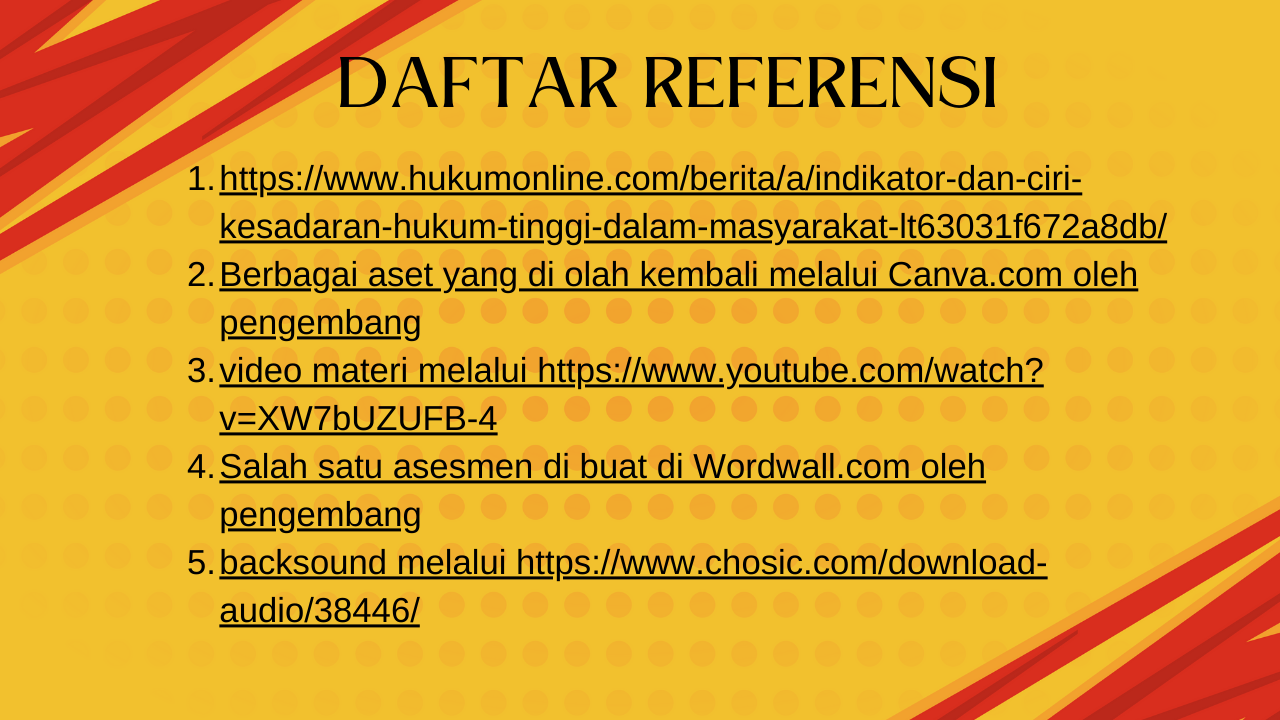 DAFTAR REFERENSI
1. https://www.hukumonline.com/berita/a/indikator-dan-ciri-
kesadaran-hukum-tinggi-dalam-masyarakat-lt63031f672a8db/
2. Berbagai aset yang di olah kembali melalui Canva.com oleh
pengembang
3. video materi melalui https://www.youtube.com/watch?
v=XW7bUZUFB-4
4. Salah satu asesmen di buat di Wordwall.com oleh
pengembang
5. backsound melalui https://www.chosic.com/download-
audio/38446/